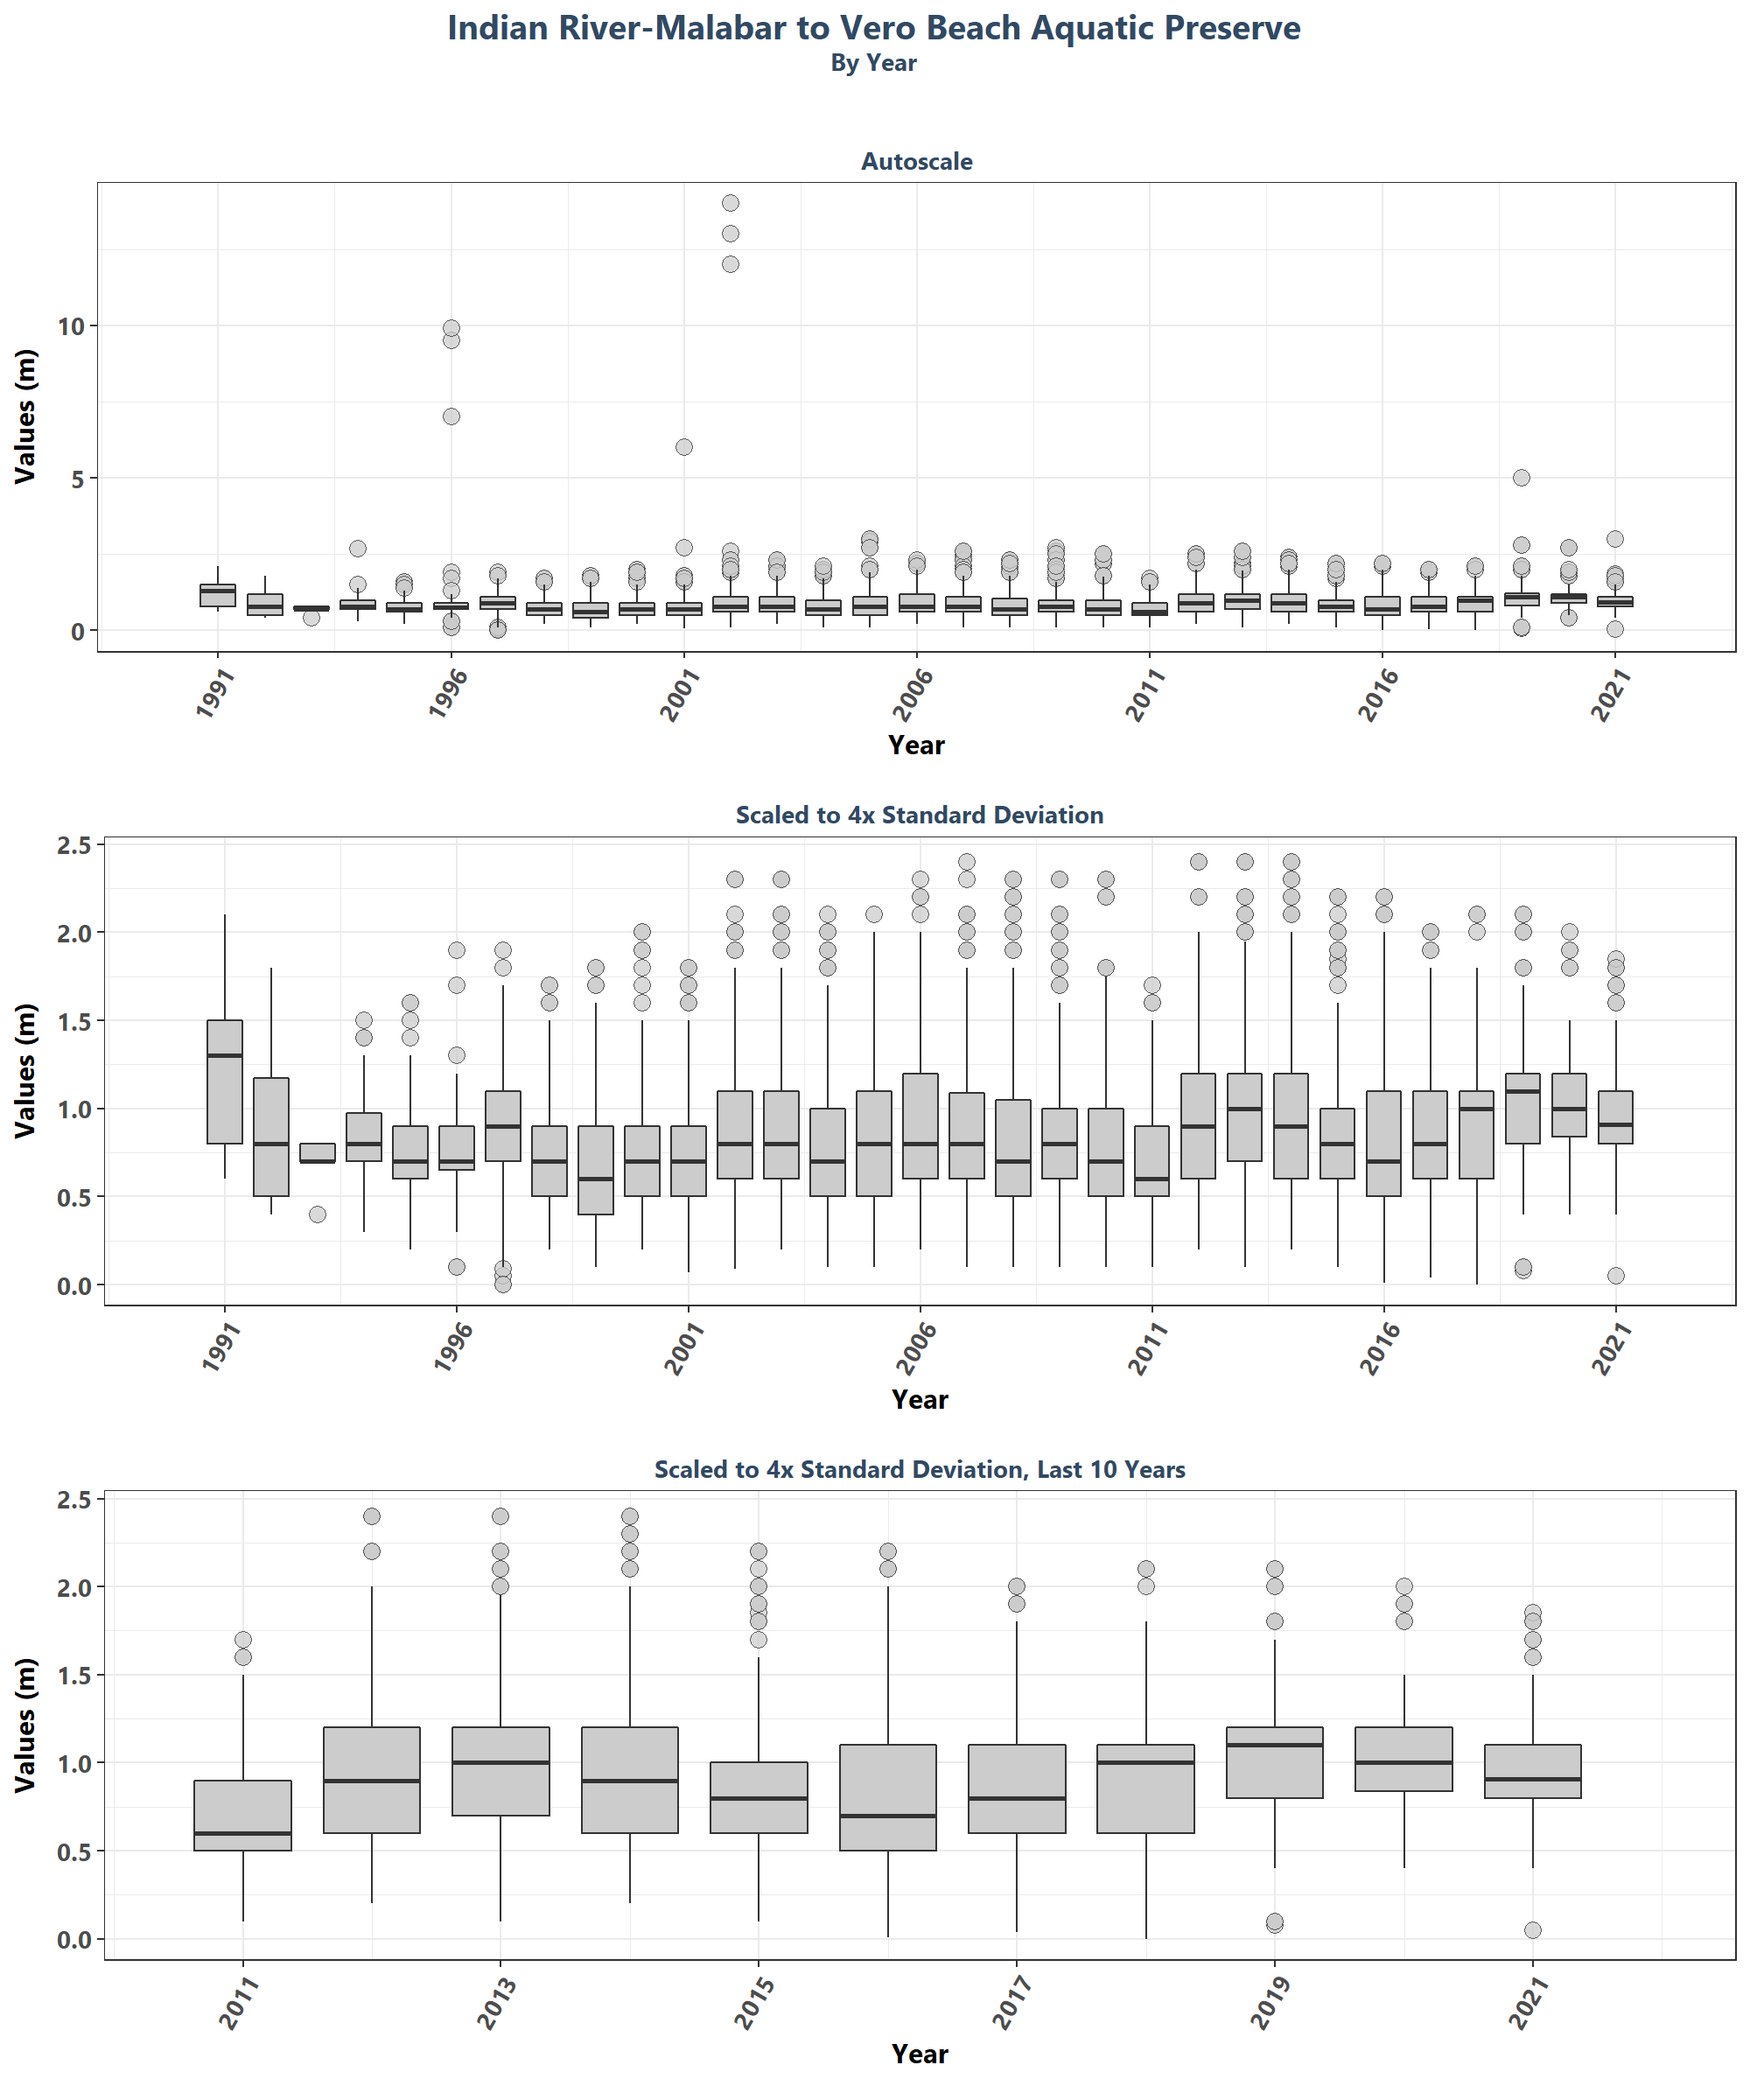 Indian River-Malabar to Vero Beach Aquatic Preserve
By Year
Autoscale
Values (m)
10
5
0
1991 1996 2001 2006 2011 2016 2021
Year
Scaled to 4x Standard Deviation
Values (m)
2.5
2.0
1.5
1.0
0.5
0.0
1991 1996 2001 2006 2011 2016 2021
Year
Scaled to 4x Standard Deviation, Last 10 Years
Values (m)
2.5
2.0
1.5
1.0
0.5
0.0
2011 2013 2015 2017 2019 2021
Year